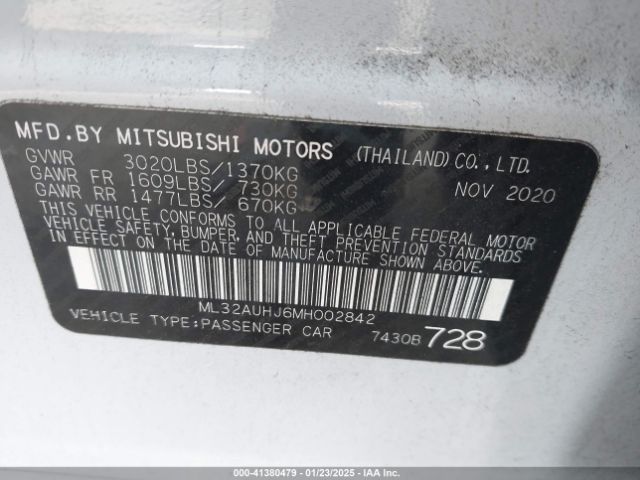 MFD.BY MITSUBISHI MOTORS (THAILAND)CO.,LTD.
GVWR 3020LBS/1370KG NOV 2020
GAWR FR 1609LBS/ 730KG
GAWR RR 1477LBS/ 670KG
THIS VEHICLE CONFORMS TO ALL APPLICABLE FEDERAL MOTOR
VEHICLE SAFETY, BUMPER, AND THEFT PREVENTION STANDARDS
IN EFFECT ON THE DATE OF MANUFACTURE SHOWN ABOVE.
ML32AUHJ6MH002842
VEHICLE TYPE:PASSENGER CAR 7430B 728
000-41380479 - 01/23/2025 - IAAI.COM